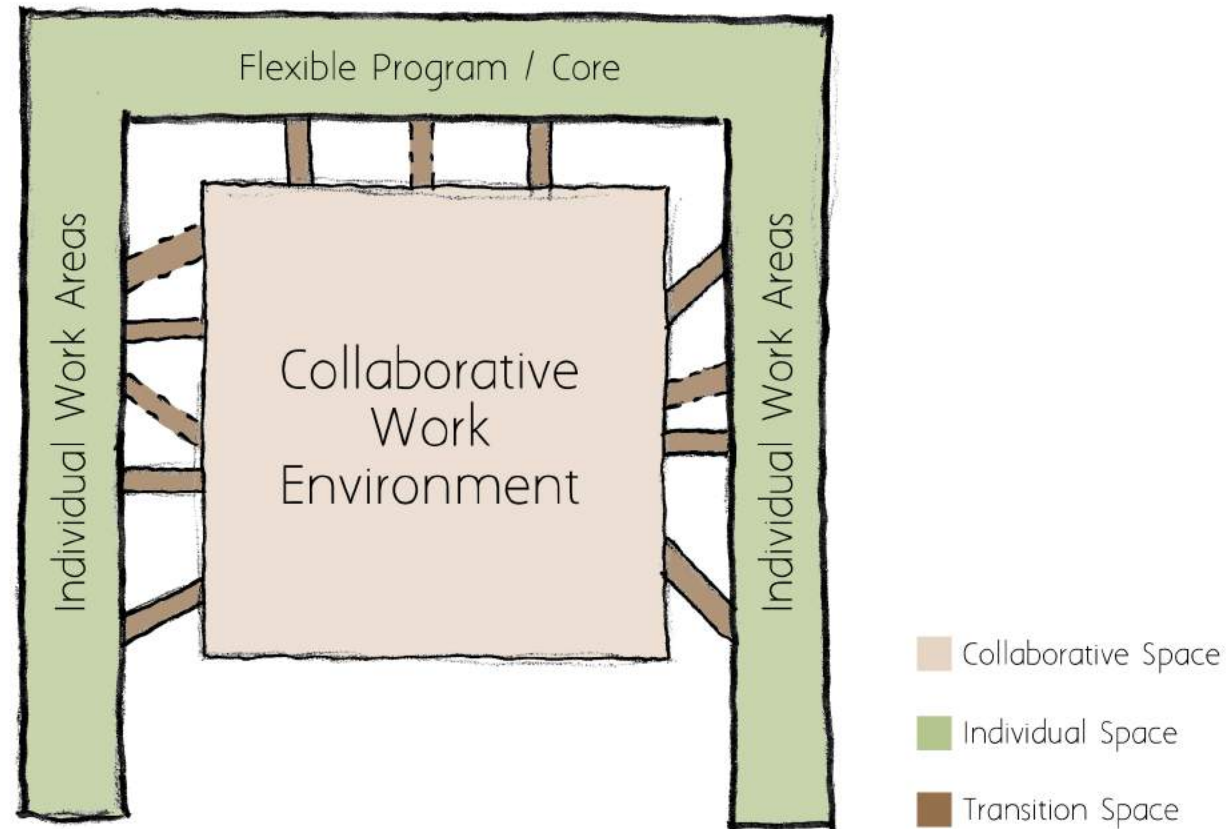 Flexible Program / Core
Individual Work Areas
Collaborative
Work
Environment
Individual Work Areas
Collaborative Space
Individual Space
Transition Space